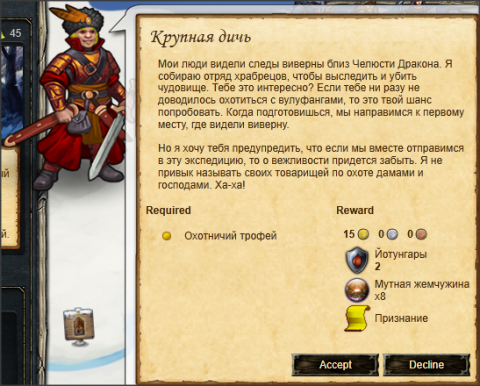 45
Крупная дичь
Мои люди видели следы виверны близ Челюсти Дракона. Я
собираю отряд храбрецов, чтобы выследить и убить
чудовище. Тебе это интересно? Если тебе ни разу не
доводилось охотиться с вулуфангами, то это твой шанс
попробовать. Когда подготовишься, мы направимся к первому
месту, где видели виверну.
Но я хочу тебя предупредить, что если мы вместе отправимся
в эту экспедицию, то о вежливости придется забыть. Я не
привык называть своих товарищей по охоте дамами и
господами. Ха-ха!
Required
Reward
Охотничий трофей
15 0 0
Йотунгары
2
Мутная жемчужина
x8
Признание
Accept
Decline